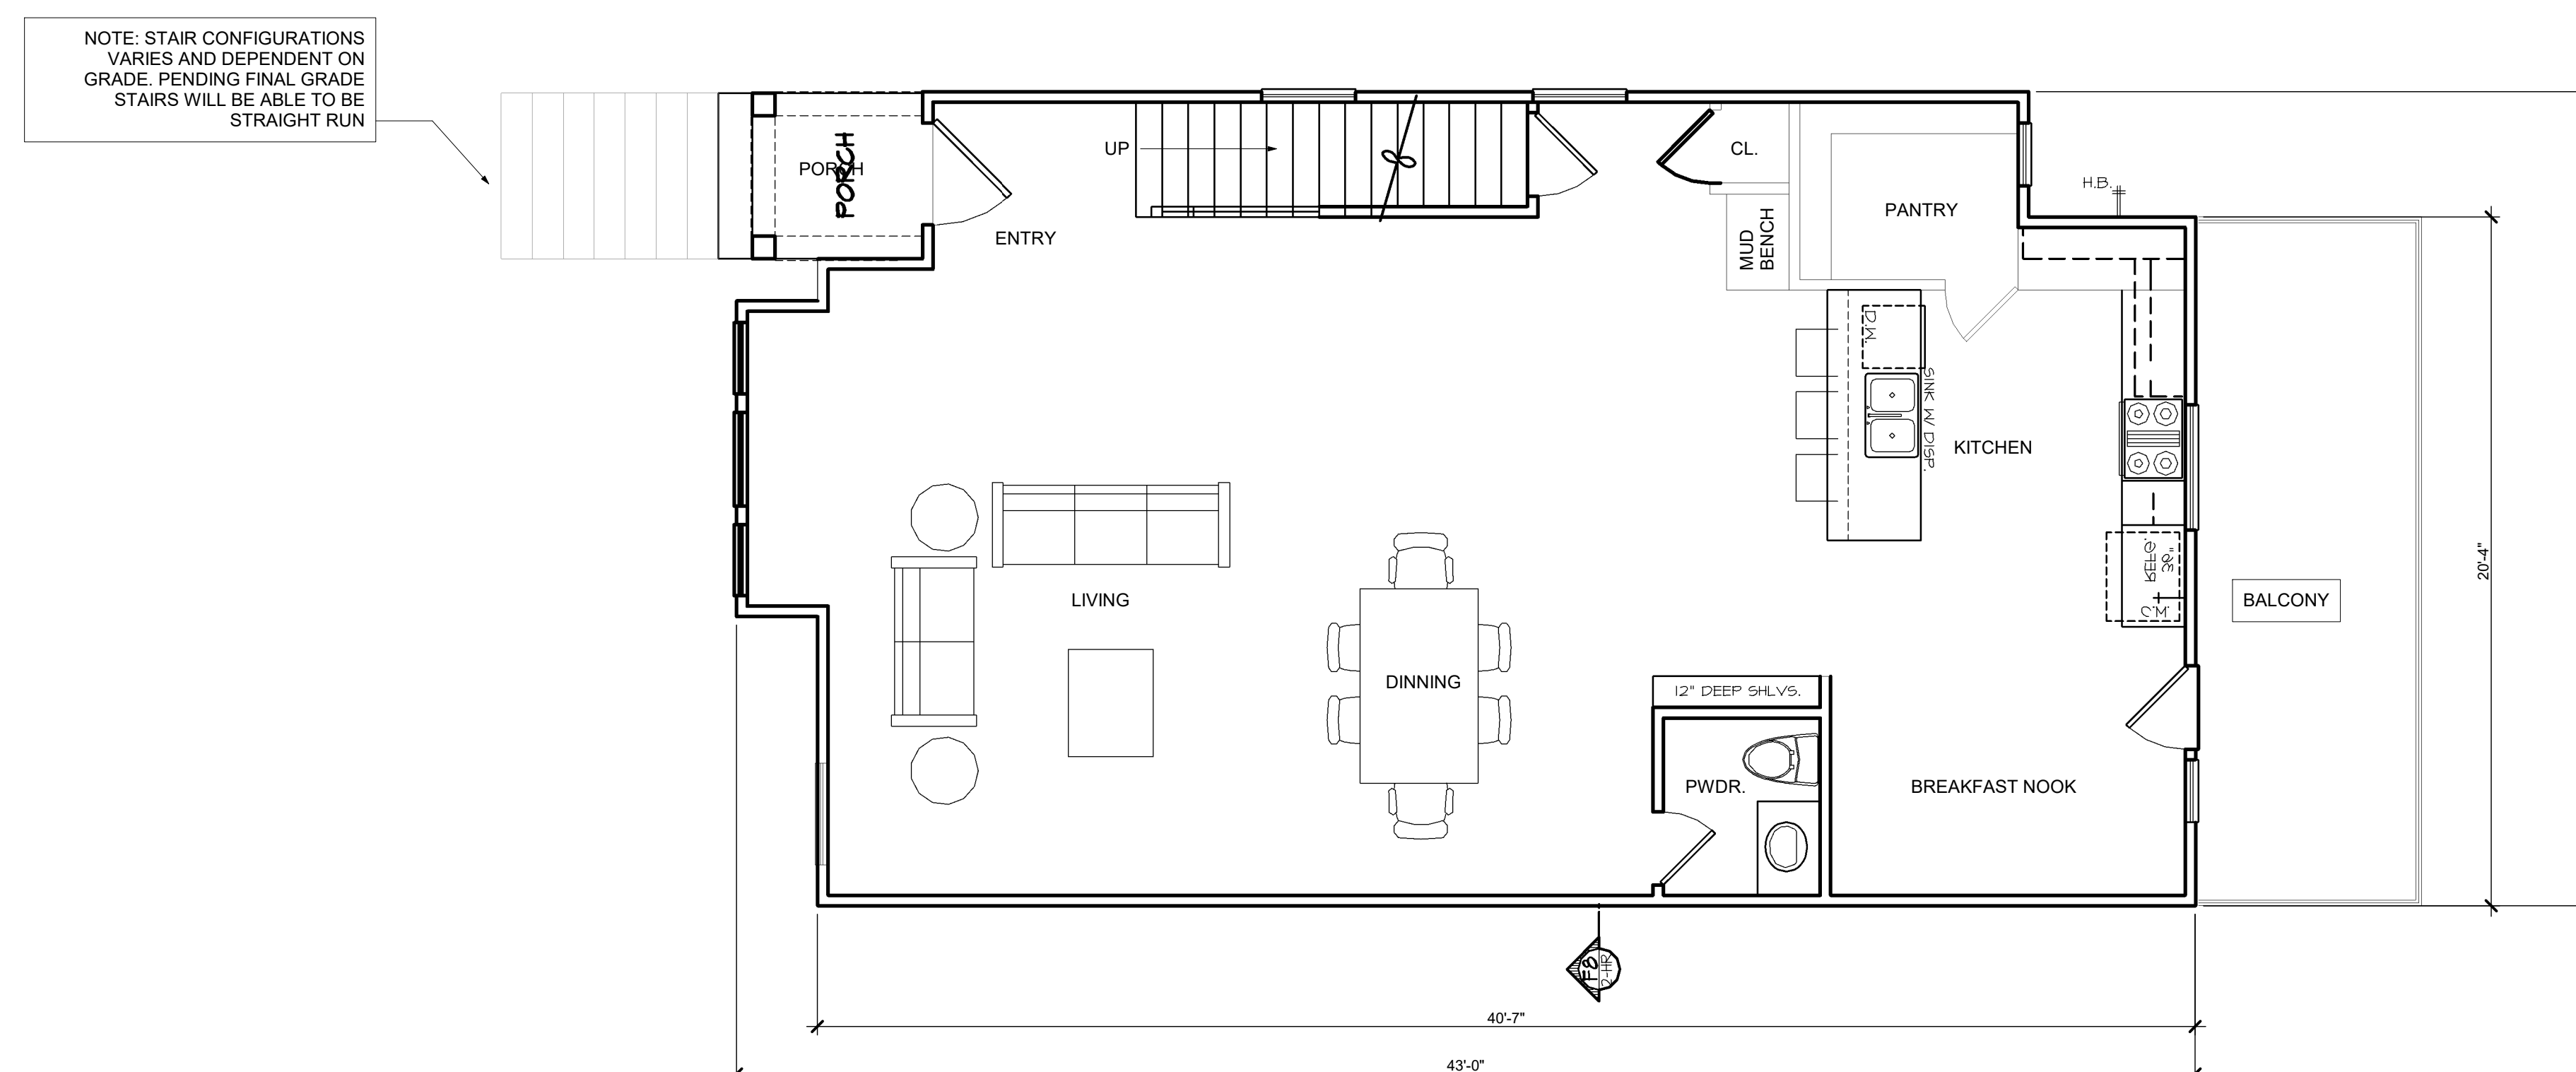 NOTE: STAIR CONFIGURATIONS
VARIES AND DEPENDENT ON
GRADE. PENDING FINAL GRADE
STAIRS WILL BE ABLE TO BE
STRAIGHT RUN
PORCH
PORCH
UP
ENTRY
CL.
MUD
BENCH
PANTRY
H.B.
D.W.
SINK W/ DISP.
KITCHEN
REFG.
36"
O.M.
BALCONY
20'-4"
LIVING
DINNING
12" DEEP SHLVS.
PWDR.
BREAKFAST NOOK
F8
2-HR
40'-7"
43'-0"